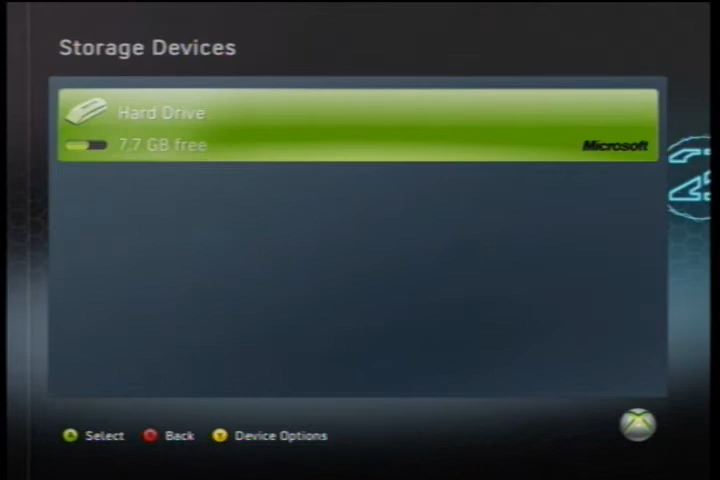 Storage Devices
Hard Drive
7.7 GB free
Microsoft
A Select B Back Y Device Options